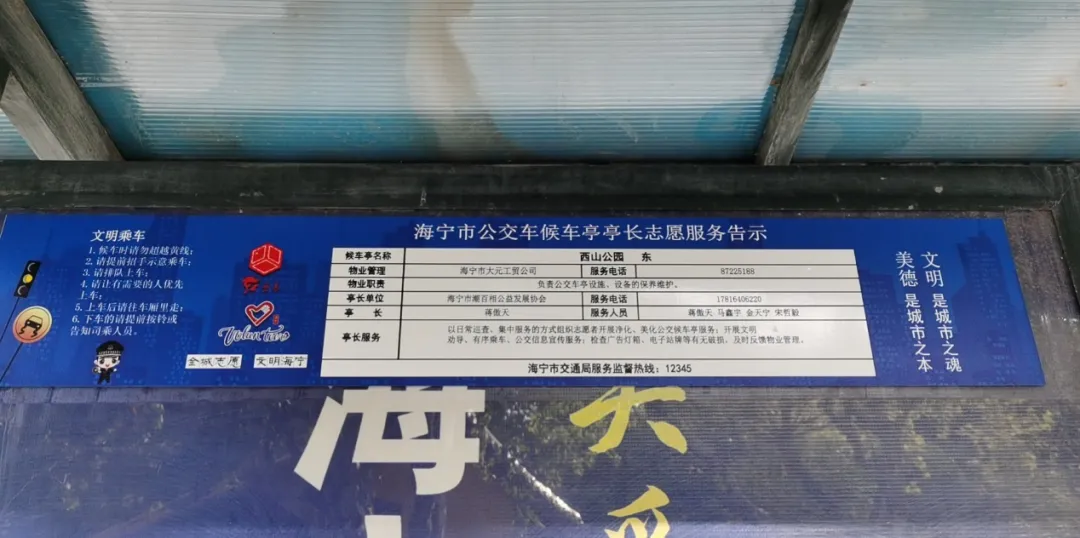 海宁市公交车候车亭亭长志愿服务告示
文明乘车
1. 候车时请勿超越黄线;
2. 请提前招手示意乘车;
3. 请排队上车;
4. 请让有需要的人优先
上车;
5. 上车后请往车厢里走;
6. 下车的请提前按铃或
告知司乘人员。
Volunteers
全城志愿 文明海宁
候车亭名称 西山公园 东
物业管理 海宁市大元工贸公司 服务电话 87225188
物业职责 负责公交车亭设施、设备的保养维护。
亭长单位 海宁市潮百相公益发展协会 服务电话 17816406220
亭 长 蒋傲天 服务人员 蒋傲天 马鑫宇 金天宁 宋哲毅
亭长服务 以日常巡查、集中服务的方式组织志愿者开展净化、美化公交候车亭服务;开展文明
劝导、有序乘车、公交信息宣传服务;检查广告灯箱、电子站牌等有无破损,及时反馈物业管理。
海宁市交通局服务监督热线:12345
文明是城市之魂
美德是城市之本
海